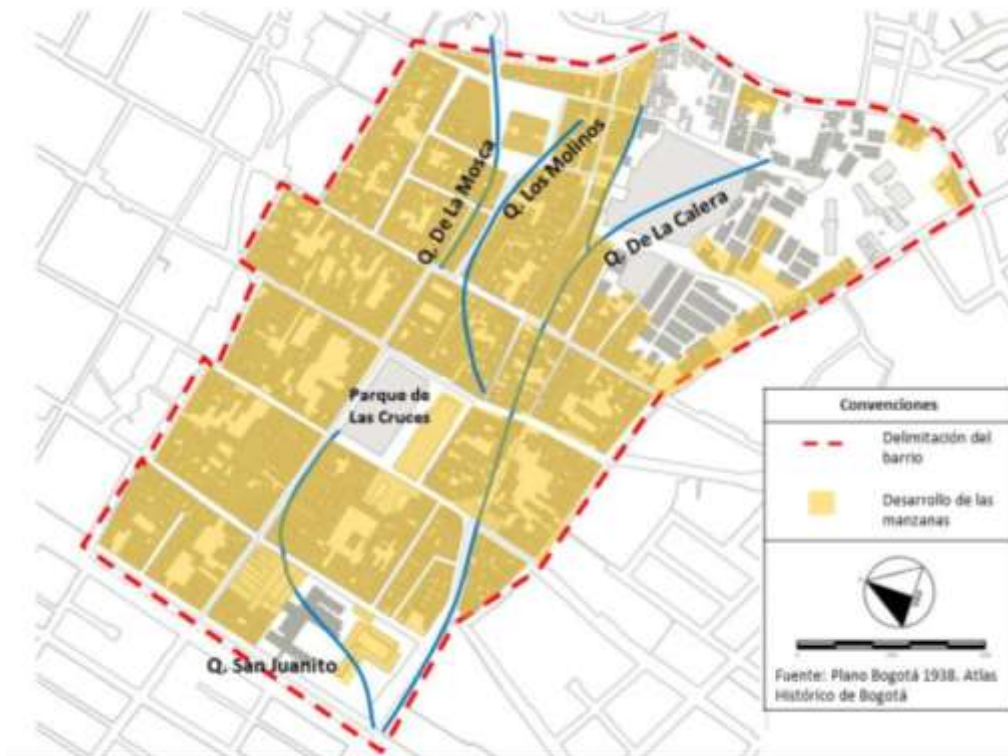 Q. De La Mosca
Q. Los Molinos
Q. De La Calera
Parque de
Las Cruces
Q. San Juanito
Convenciones
Delimitación del
barrio
Desarrollo de las
manzanas
Fuente: Plano Bogotá 1938. Atlas
Histórico de Bogotá